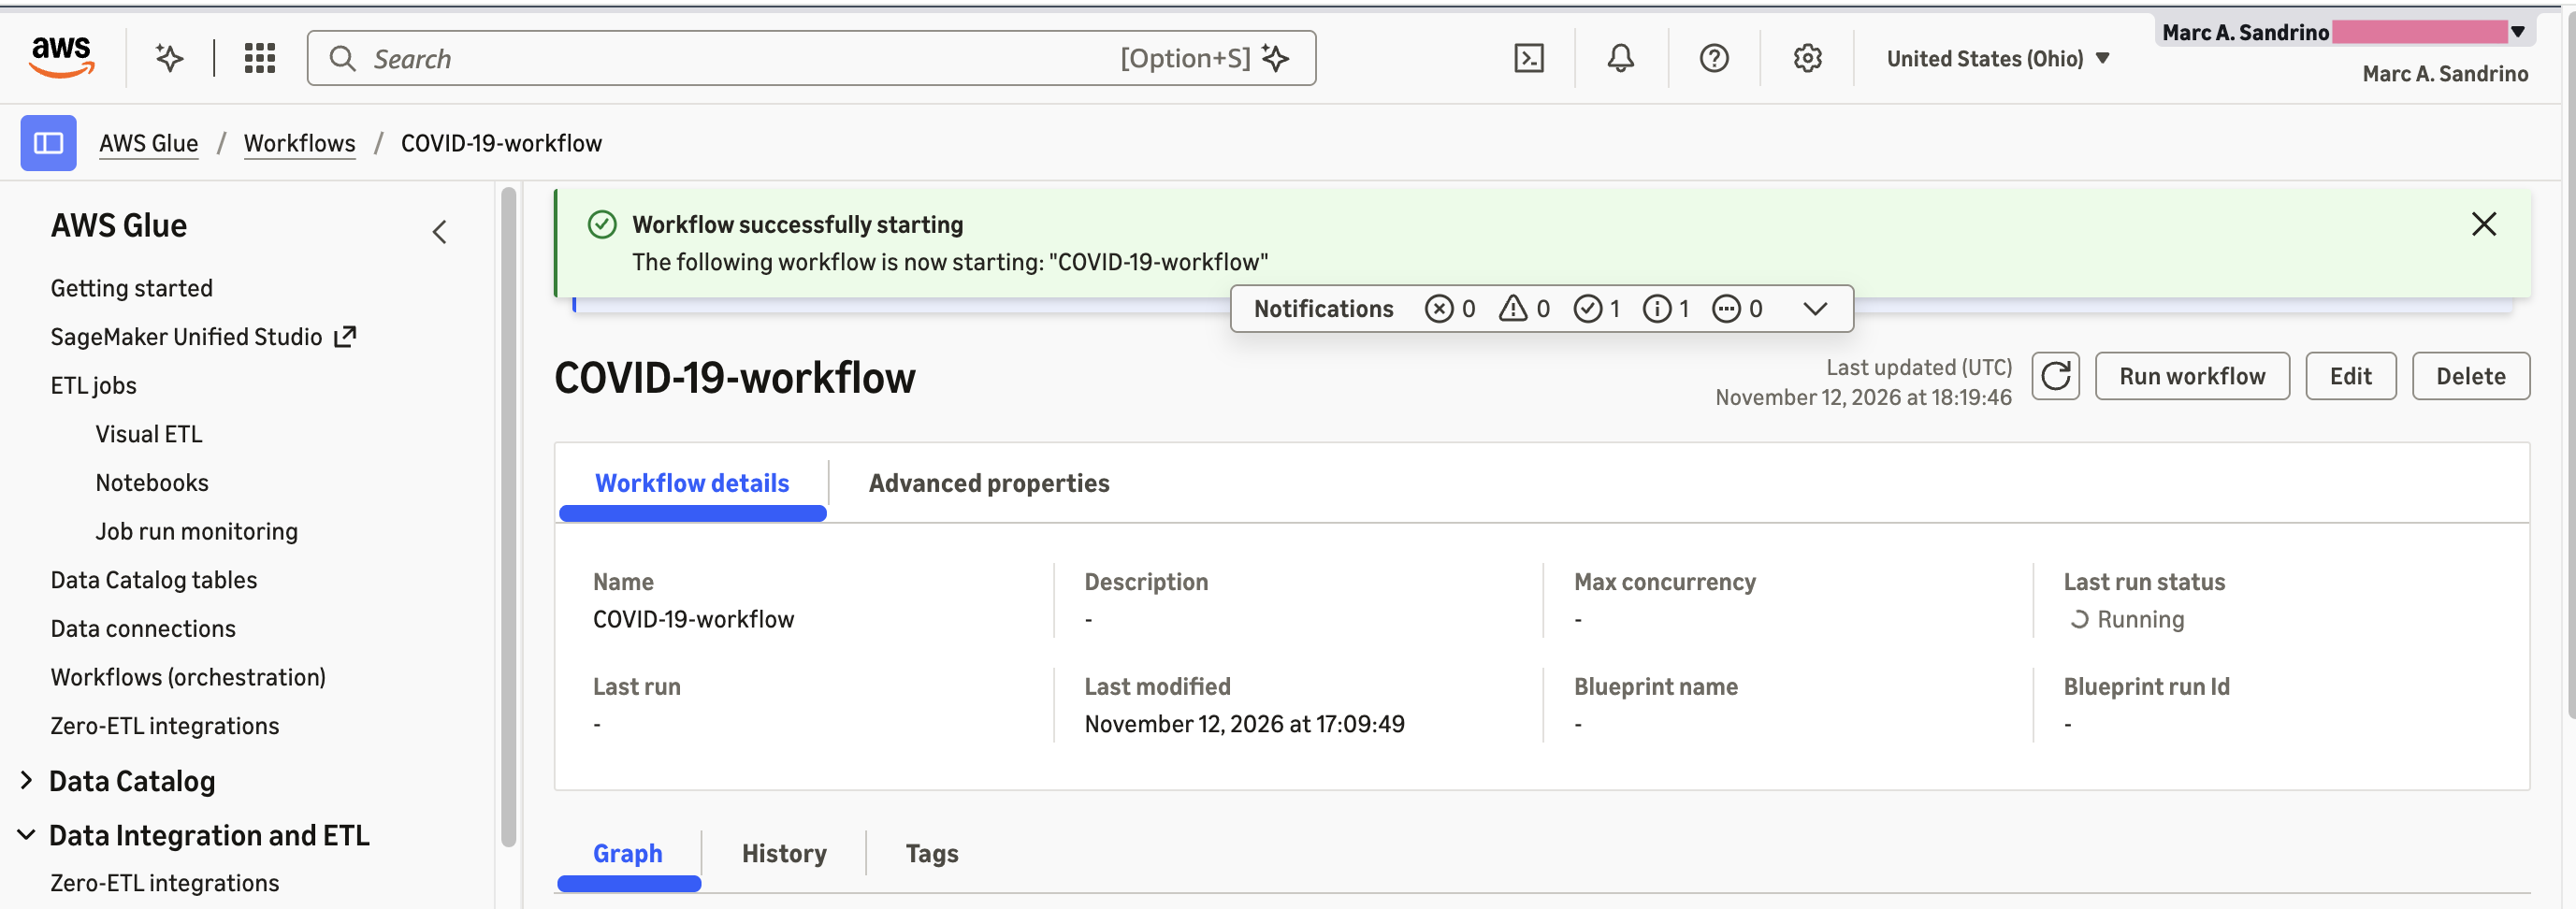 aws
Search [Option+S]
United States (Ohio)
Marc A. Sandrino
Marc A. Sandrino
AWS Glue / Workflows / COVID-19-workflow
AWS Glue
Getting started
SageMaker Unified Studio
ETL jobs
Visual ETL
Notebooks
Job run monitoring
Data Catalog tables
Data connections
Workflows (orchestration)
Zero-ETL integrations
Data Catalog
Data Integration and ETL
Zero-ETL integrations
Workflow successfully starting
The following workflow is now starting: "COVID-19-workflow"
Notifications 0 0 1 1 0
COVID-19-workflow
Last updated (UTC)
November 12, 2026 at 18:19:46
Run workflow Edit Delete
Workflow details Advanced properties
Name Description Max concurrency Last run status
COVID-19-workflow - - Running
Last run Last modified Blueprint name Blueprint run Id
- November 12, 2026 at 17:09:49 - -
Graph History Tags